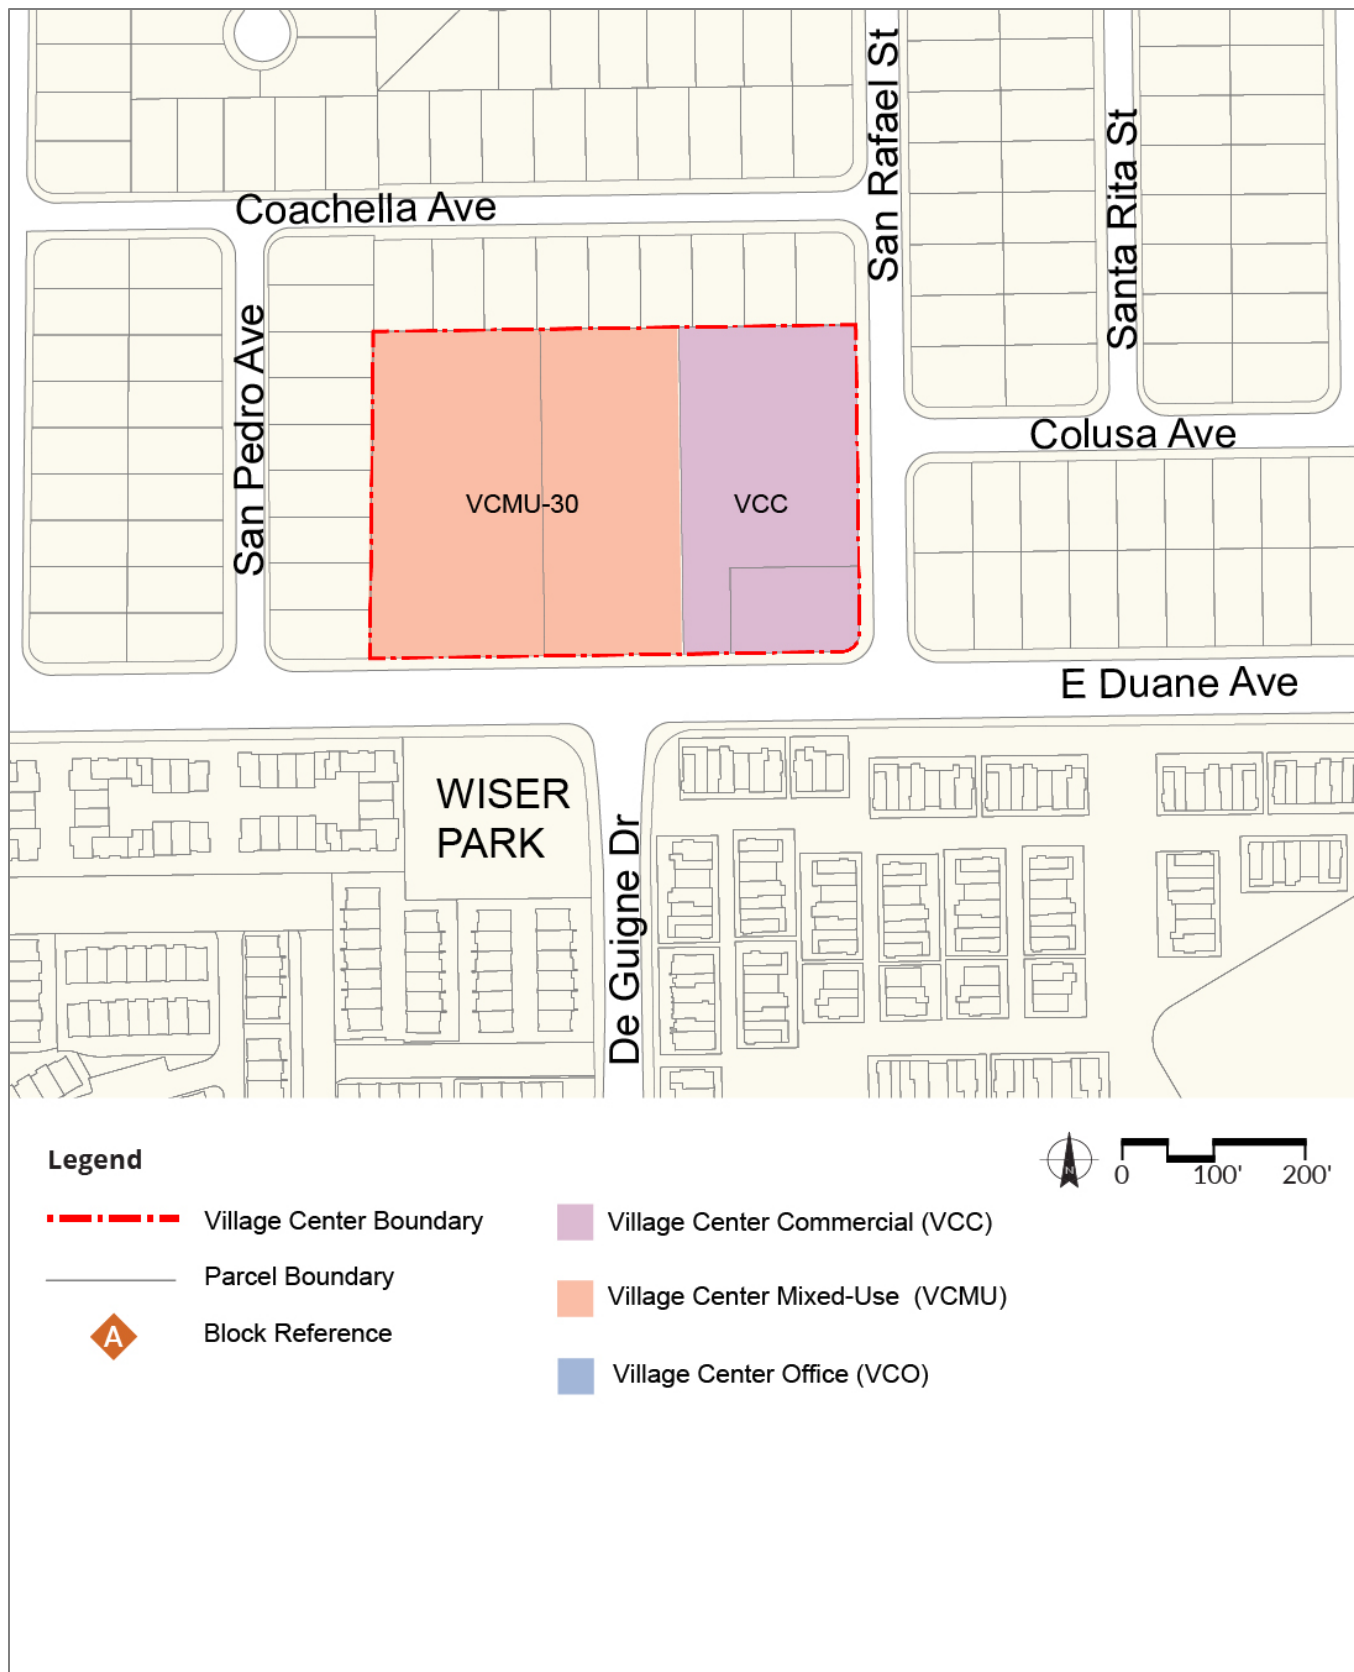 San Rafael St
Santa Rita St
Coachella Ave
San Pedro Ave
Colusa Ave
VCMU-30
VCC
E Duane Ave
WISER
PARK
De Guigne Dr
Legend
N
0 100' 200'
Village Center Boundary
Parcel Boundary
A
Block Reference
Village Center Commercial (VCC)
Village Center Mixed-Use (VCMU)
Village Center Office (VCO)